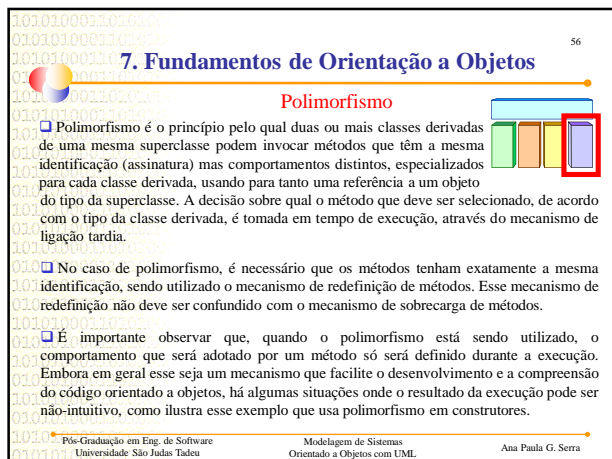 56
7. Fundamentos de Orientação a Objetos
Polimorfismo
Polimorfismo é o princípio pelo qual duas ou mais classes derivadas
de uma mesma superclasse podem invocar métodos que têm a mesma
identificação (assinatura) mas comportamentos distintos, especializados
para cada classe derivada, usando para tanto uma referência a um objeto
do tipo da superclasse. A decisão sobre qual o método que deve ser selecionado, de acordo
com o tipo da classe derivada, é tomada em tempo de execução, através do mecanismo de
ligação tardia.
No caso de polimorfismo, é necessário que os métodos tenham exatamente a mesma
identificação, sendo utilizado o mecanismo de redefinição de métodos. Esse mecanismo de
redefinição não deve ser confundido com o mecanismo de sobrecarga de métodos.
É importante observar que, quando o polimorfismo está sendo utilizado, o
comportamento que será adotado por um método só será definido durante a execução.
Embora em geral esse seja um mecanismo que facilite o desenvolvimento e a compreensão
do código orientado a objetos, há algumas situações onde o resultado da execução pode ser
não-intuitivo, como ilustra esse exemplo que usa polimorfismo em construtores.
Pós-Graduação em Eng. de Software
Universidade São Judas Tadeu
Modelagem de Sistemas
Orientado a Objetos com UML
Ana Paula G. Serra